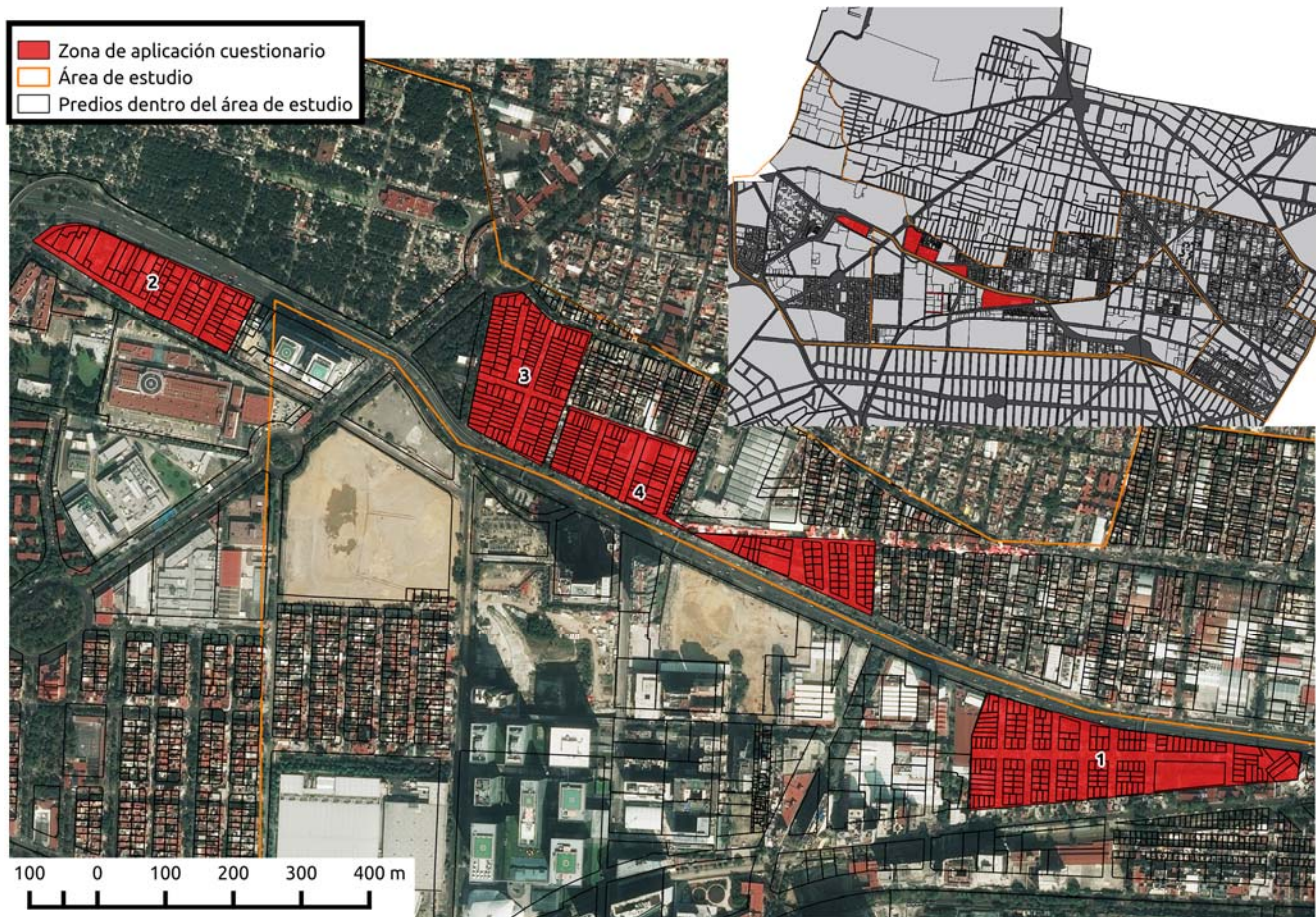 Zona de aplicación cuestionario
Área de estudio
Predios dentro del área de estudio
2
3
4
1
100 0 100 200 300 400 m